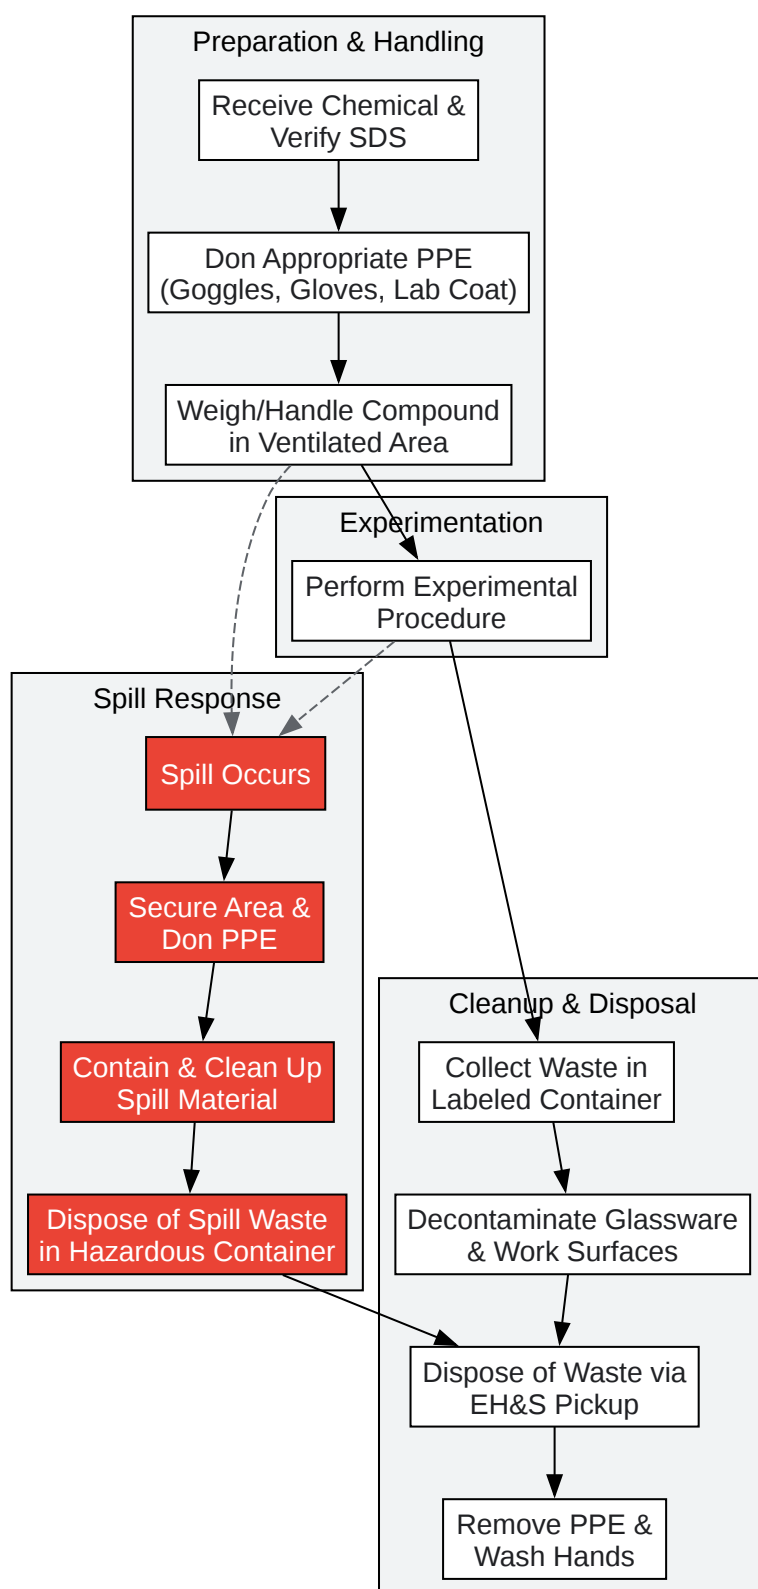 Preparation & Handling
Receive Chemical &
Verify SDS
Don Appropriate PPE
(Goggles, Gloves, Lab Coat)
Weigh/Handle Compound
in Ventilated Area
Experimentation
Perform Experimental
Procedure
Spill Response
Spill Occurs
Secure Area &
Don PPE
Contain & Clean Up
Spill Material
Dispose of Spill Waste
in Hazardous Container
Cleanup & Disposal
Collect Waste in
Labeled Container
Decontaminate Glassware
& Work Surfaces
Dispose of Waste via
EH&S Pickup
Remove PPE &
Wash Hands